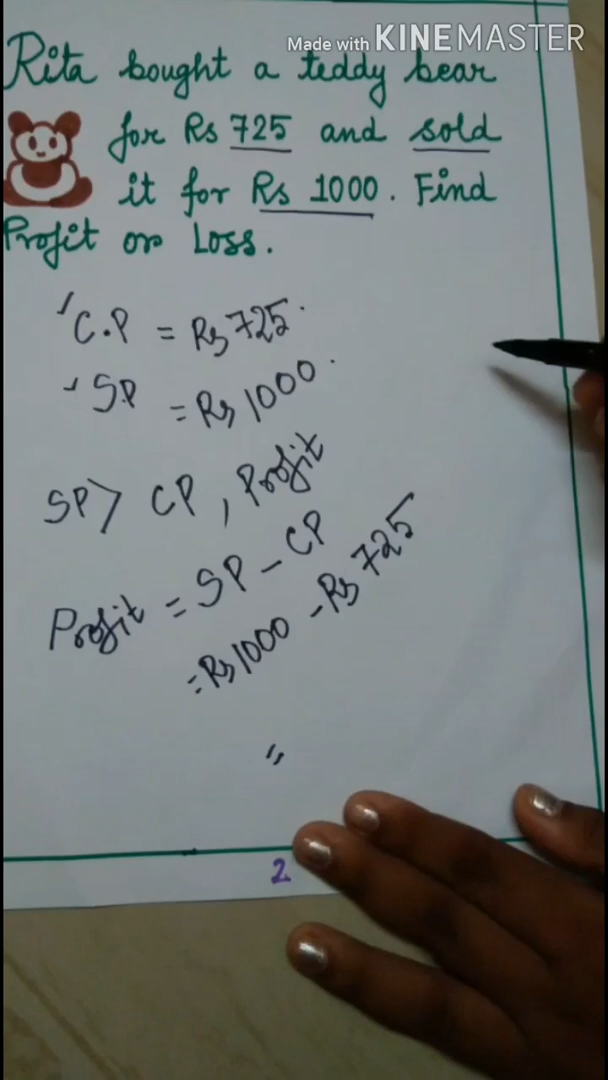 Made with KINEMASTER
Rita bought a teddy bear
for Rs 725 and sold
it for Rs 1000. Find
Profit or Loss.
C.P = Rs 725.
SP = Rs 1000.
SP > CP, Profit
Profit = SP - CP
= Rs 1000 - Rs 725
=
2